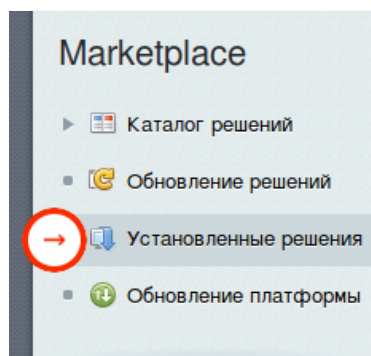 Marketplace
Каталог решений
Обновление решений
Установленные решения
Обновление платформы